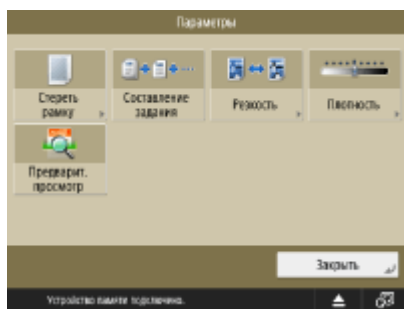 Параметры
Стереть
рамку
Составление
задания
Резкость
Плотность
Предварит.
просмотр
Закрыть
Устройство памяти подключено.